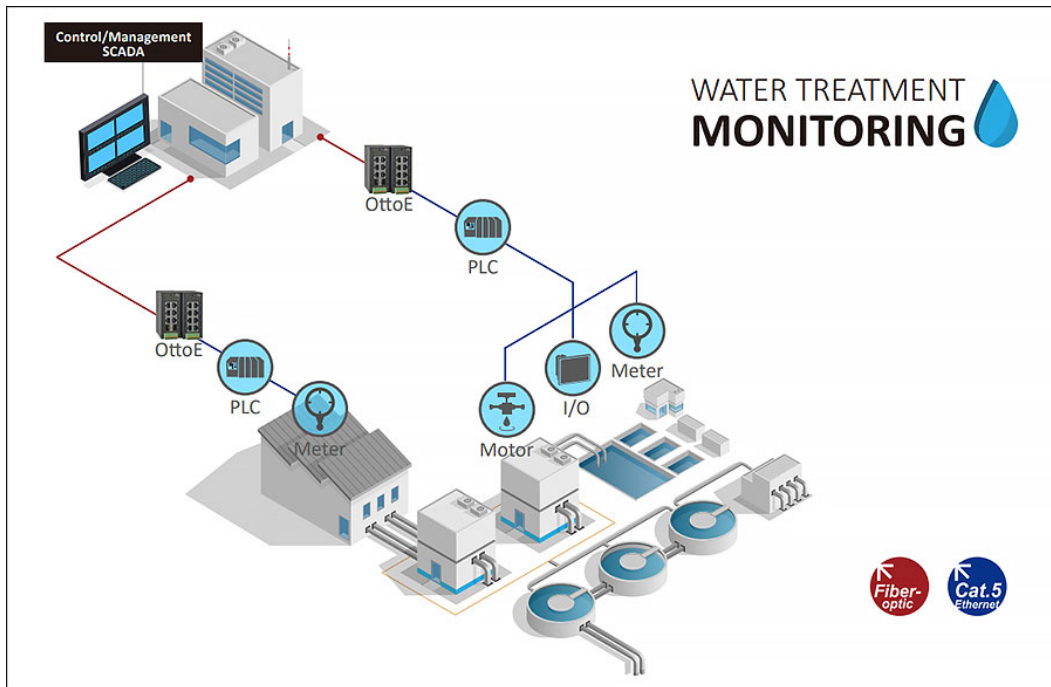 Control/Management
SCADA
WATER TREATMENT
MONITORING
OttoE
PLC
OttoE
PLC
Meter
Meter
I/O
Motor
Fiber-
optic
Cat.5
Ethernet